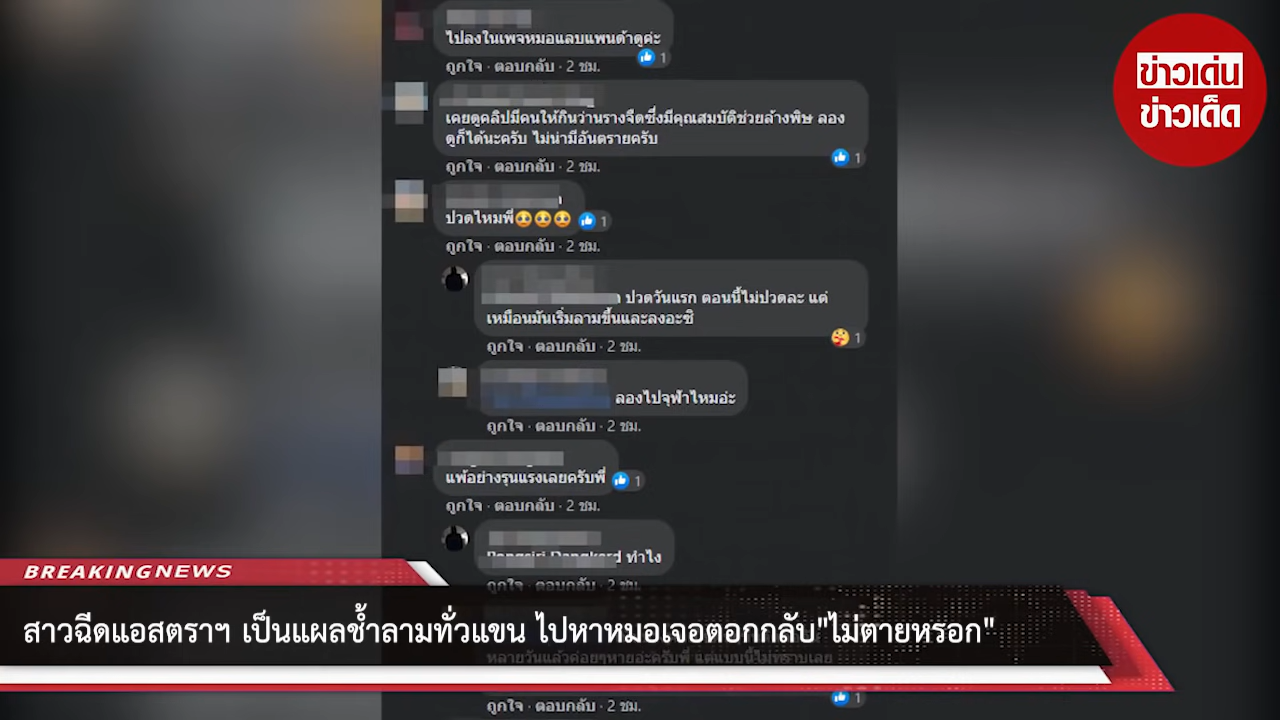 ไปลงในเพจหมอแลบแพนด้าดูค่ะ
1
ถูกใจ · ตอบกลับ · 2 ชม.
ข่าวเด่น
ข่าวเด็ด
เคยดูคลิปมีคนให้กินว่านรางจืดซึ่งมีคุณสมบัติช่วยล้างพิษ ลอง
ดูก็ได้นะครับ ไม่น่ามีอันตรายครับ
1
ถูกใจ · ตอบกลับ · 2 ชม.
ปวดไหมพี่🥺🥺🥺 1
ถูกใจ · ตอบกลับ · 2 ชม.
ปวดวันแรก ตอนนี้ไม่ปวดละ แต่
เหมือนมันเริ่มลามขึ้นและลงอะซิ
1
ถูกใจ · ตอบกลับ · 2 ชม.
ลองไปจุฬาไหมอ่ะ
ถูกใจ · ตอบกลับ · 2 ชม.
แพ้อย่างรุนแรงเลยครับพี่ 1
ถูกใจ · ตอบกลับ · 2 ชม.
ทำไง
ถูกใจ · ตอบกลับ · 2 ชม.
BREAKINGNEWS
สาวฉีดแอสตราฯ เป็นแผลช้ำลามทั่วแขน ไปหาหมอเจอตอกกลับ"ไม่ตายหรอก"
หลายวันแล้วค่อยๆหายอ่ะครับพี่ แต่แบบนี้ไม่ทราบเลย
1
ถูกใจ · ตอบกลับ · 2 ชม.